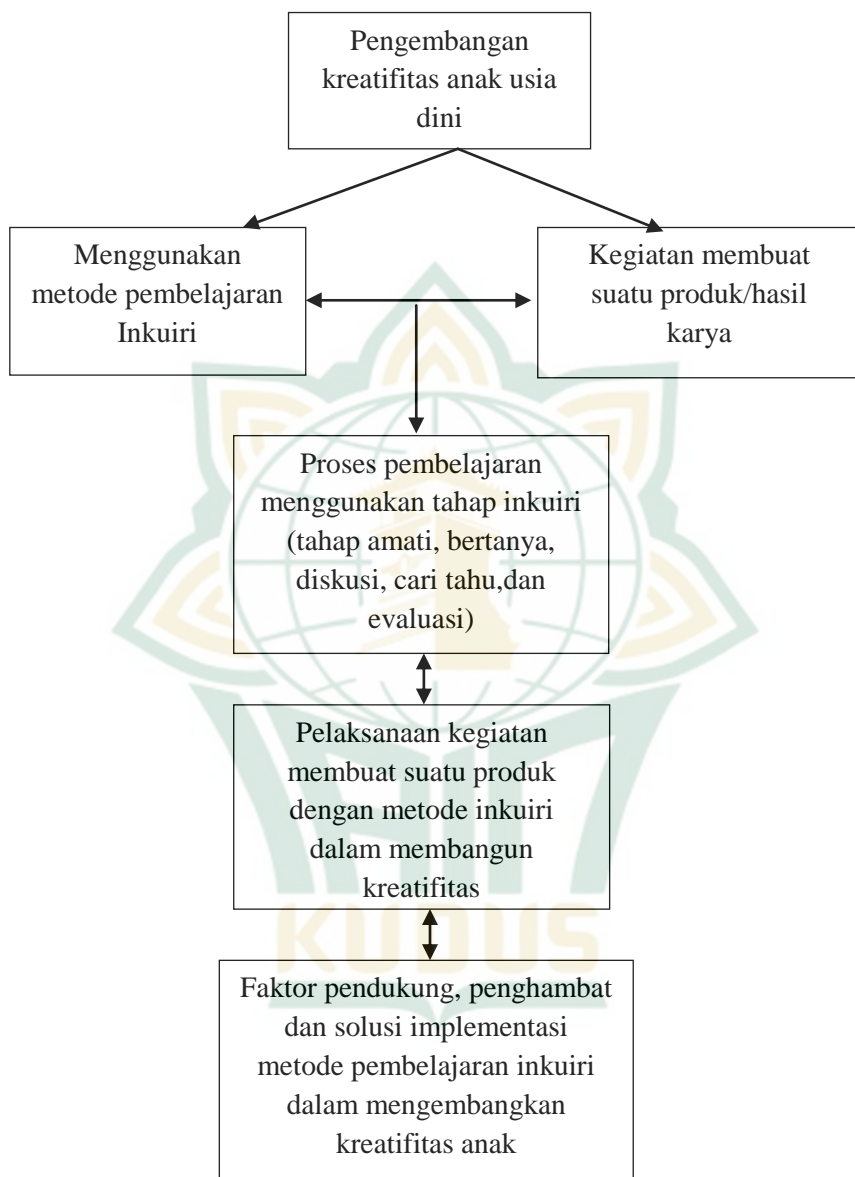 Pengembangan
kreatifitas anak usia
dini
Menggunakan
metode pembelajaran
Inkuiri
Kegiatan membuat
suatu produk/hasil
karya
Proses pembelajaran
menggunakan tahap inkuiri
(tahap amati, bertanya,
diskusi, cari tahu,dan
evaluasi)
Pelaksanaan kegiatan
membuat suatu produk
dengan metode inkuiri
dalam membangun
kreatifitas
KUDUS
Faktor pendukung, penghambat
dan solusi implementasi
metode pembelajaran inkuiri
dalam mengembangkan
kreatifitas anak